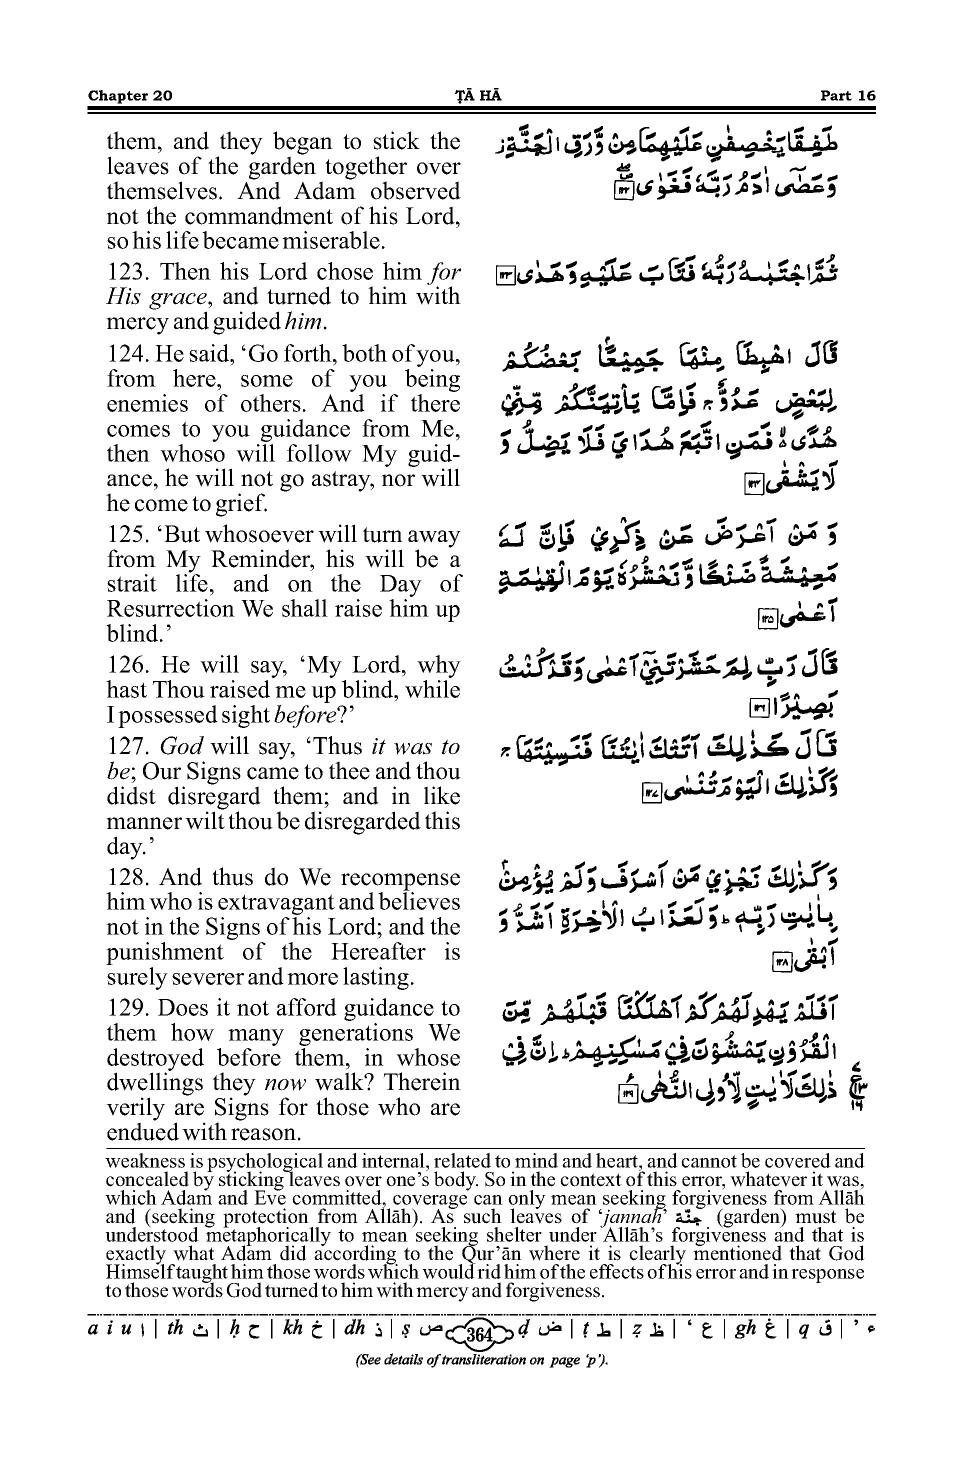 Chapter 20 ṬĀ HĀ Part 16
them, and they began to stick the
leaves of the garden together over
themselves. And Adam observed
not the commandment of his Lord,
so his life became miserable.
طَفِقَا يَخْصِفٰنِ عَلَيْهِمَا مِنْ وَّرَقِ الْجَنَّةِ ز
وَعَصٰٓى اٰدَمُ رَبَّهٗ فَغَوٰى ۖ﴿۱۲۲﴾
123. Then his Lord chose him for
His grace, and turned to him with
mercy and guided him.
ثُمَّ اجْتَبٰىهُ رَبُّهٗ فَتَابَ عَلَيْهِ وَهَدٰى ﴿۱۲۳﴾
124. He said, ‘Go forth, both of you,
from here, some of you being
enemies of others. And if there
comes to you guidance from Me,
then whoso will follow My guid-
ance, he will not go astray, nor will
he come to grief.
قَالَ اهْبِطَا مِنْهَا جَمِيْعًۢا بَعْضُكُمْ
لِبَعْضٍ عَدُوٌّ ۚ فَاِمَّا يَاْتِيَنَّكُمْ مِّنِّيْ
هُدًى ۙ فَمَنِ اتَّبَعَ هُدَايَ فَلَا يَضِلُّ وَ
لَا يَشْقٰى ﴿۱۲۴﴾
125. ‘But whosoever will turn away
from My Reminder, his will be a
strait life, and on the Day of
Resurrection We shall raise him up
blind.’
وَ مَنْ اَعْرَضَ عَنْ ذِكْرِيْ فَاِنَّ لَهٗ
مَعِيْشَةً ضَنْكًا وَّ نَحْشُرُهٗ يَوْمَ الْقِيٰمَةِ
اَعْمٰى ﴿۱۲۵﴾
126. He will say, ‘My Lord, why
hast Thou raised me up blind, while
I possessed sight before?’
قَالَ رَبِّ لِمَ حَشَرْتَنِيْٓ اَعْمٰى وَقَدْ كُنْتُ
بَصِيْرًا ﴿۱۲۶﴾
127. God will say, ‘Thus it was to
be; Our Signs came to thee and thou
didst disregard them; and in like
manner wilt thou be disregarded this
day.’
قَالَ كَذٰلِكَ اَتَتْكَ اٰيٰتُنَا فَنَسِيْتَهَا ۚ
وَكَذٰلِكَ الْيَوْمَ تُنْسٰى ﴿۱۲۷﴾
128. And thus do We recompense
him who is extravagant and believes
not in the Signs of his Lord; and the
punishment of the Hereafter is
surely severer and more lasting.
وَكَذٰلِكَ نَجْزِيْ مَنْ اَسْرَفَ وَلَمْ يُؤْمِنْۢ
بِاٰيٰتِ رَبِّهٖ ؕ وَلَعَذَابُ الْاٰخِرَةِ اَشَدُّ وَ
اَبْقٰى ﴿۱۲۸﴾
129. Does it not afford guidance to
them how many generations We
destroyed before them, in whose
dwellings they now walk? Therein
verily are Signs for those who are
endued with reason.
اَفَلَمْ يَهْدِ لَهُمْ كَمْ اَهْلَكْنَا قَبْلَهُمْ مِّنَ
الْقُرُوْنِ يَمْشُوْنَ فِيْ مَسٰكِنِهِمْ ؕ اِنَّ فِيْ
ذٰلِكَ لَاٰيٰتٍ لِّاُولِي النُّهٰى ﴿۱۲۹﴾
weakness is psychological and internal, related to mind and heart, and cannot be covered and
concealed by sticking leaves over one’s body. So in the context of this error, whatever it was,
which Adam and Eve committed, coverage can only mean seeking forgiveness from Allāh
and (seeking protection from Allāh). As such leaves of ‘jannah’ جنّة (garden) must be
understood metaphorically to mean seeking shelter under Allāh’s forgiveness and that is
exactly what Adam did according to the Qur’ān where it is clearly mentioned that God
Himself taught him those words which would rid him of the effects of his error and in response
to those words God turned to him with mercy and forgiveness.
a i u ا | th ث | ḥ ح | kh خ | dh ذ | ṣ ص 364 ḍ ض | ṭ ط | ẓ ظ | ‘ ع | gh غ | q ق | ’ ء
(See details of transliteration on page ‘p’).